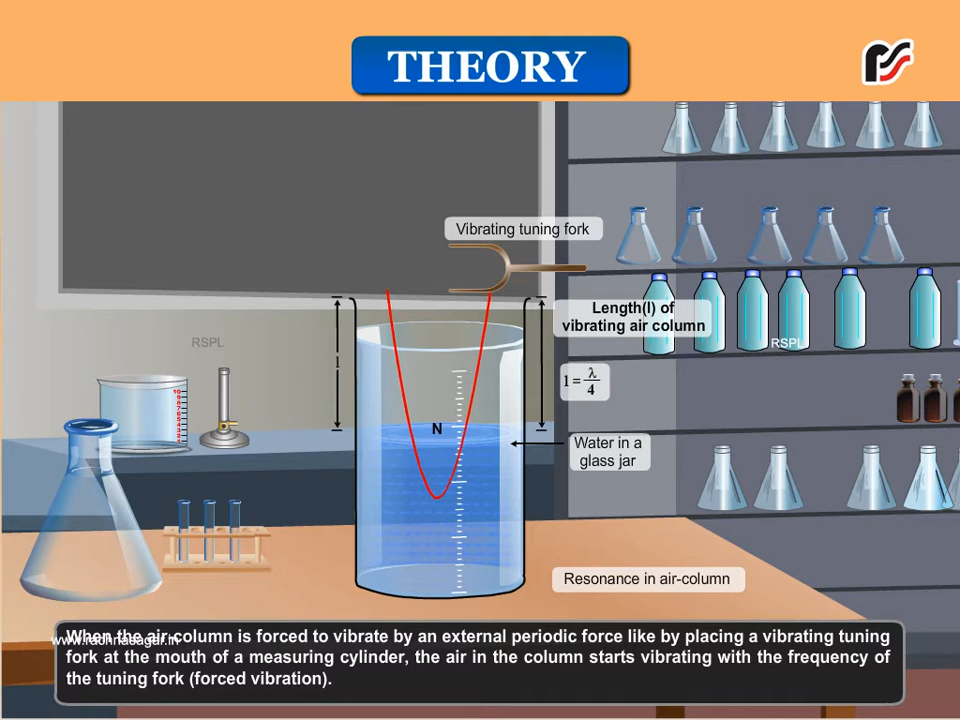 THEORY
Vibrating tuning fork
Length(l) of
vibrating air column
RSPL
RSPL
l
l = λ/4
N
Water in a
glass jar
Resonance in air-column
www.rachnasagar.in
When the air-column is forced to vibrate by an external periodic force like by placing a vibrating tuning
fork at the mouth of a measuring cylinder, the air in the column starts vibrating with the frequency of
the tuning fork (forced vibration).